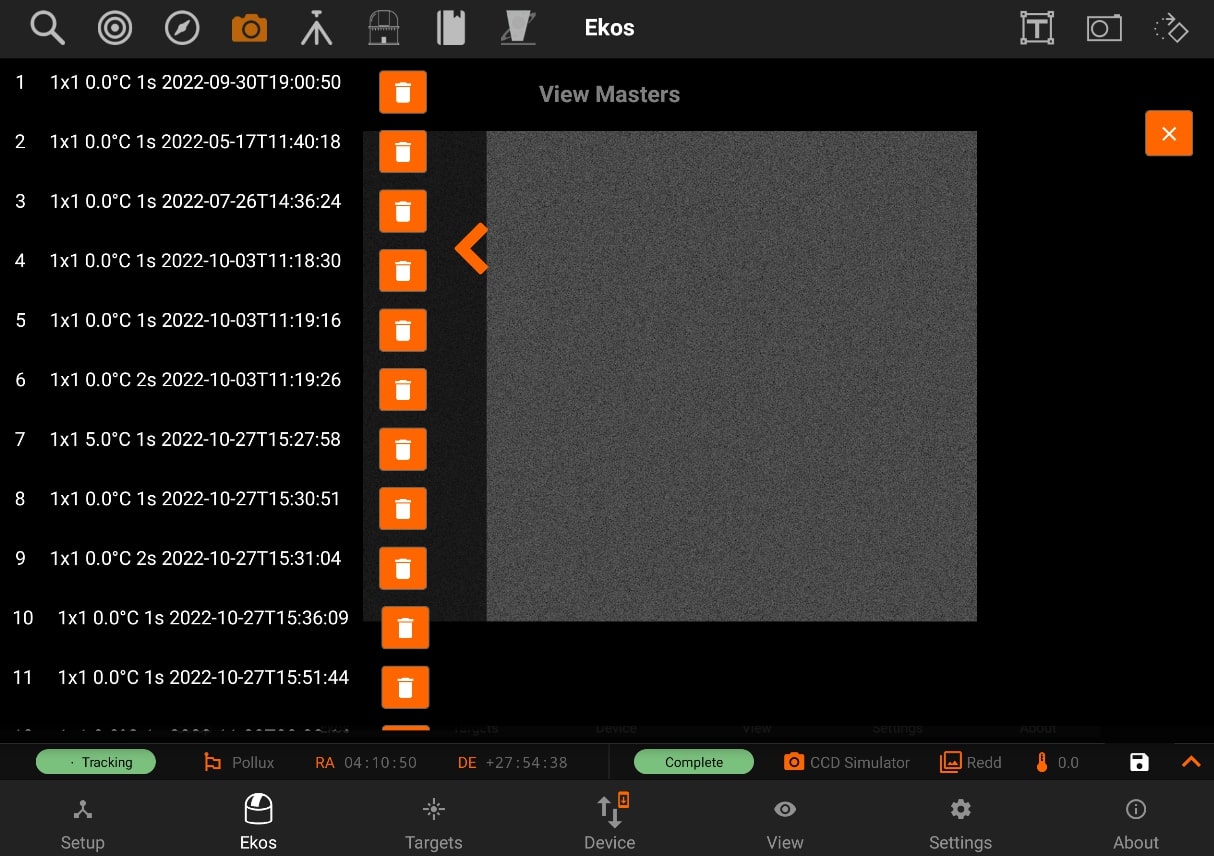 Ekos
View Masters
1 1x1 0.0°C 1s 2022-09-30T19:00:50
2 1x1 0.0°C 1s 2022-05-17T11:40:18
3 1x1 0.0°C 1s 2022-07-26T14:36:24
4 1x1 0.0°C 1s 2022-10-03T11:18:30
5 1x1 0.0°C 1s 2022-10-03T11:19:16
6 1x1 0.0°C 2s 2022-10-03T11:19:26
7 1x1 5.0°C 1s 2022-10-27T15:27:58
8 1x1 0.0°C 1s 2022-10-27T15:30:51
9 1x1 0.0°C 2s 2022-10-27T15:31:04
10 1x1 0.0°C 1s 2022-10-27T15:36:09
11 1x1 0.0°C 1s 2022-10-27T15:51:44
Targets Device View Settings About
· Tracking Pollux RA 04:10:50 DE +27:54:38 Complete CCD Simulator Redd 0.0
Setup Ekos Targets Device View Settings About